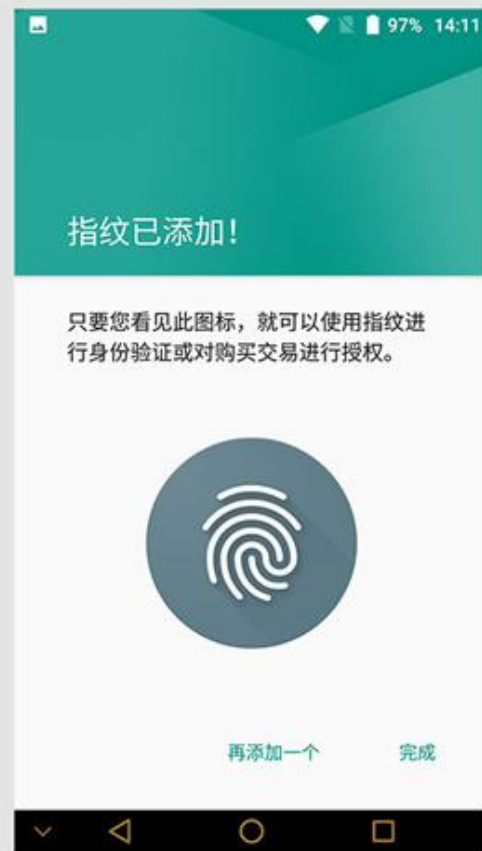 97% 14:11
指纹已添加！
只要您看见此图标，就可以使用指纹进
行身份验证或对购买交易进行授权。
再添加一个 完成